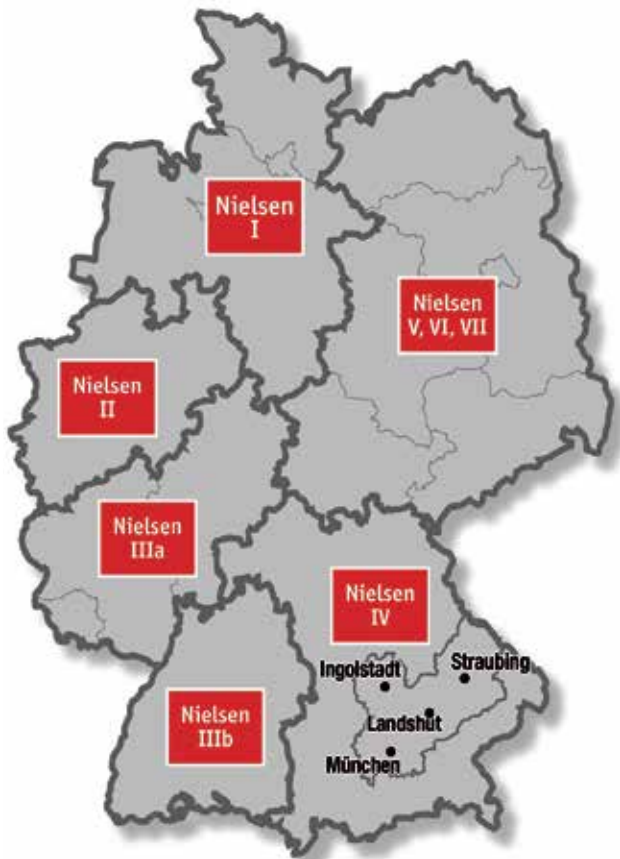 Nielsen
I
Nielsen
V, VI, VII
Nielsen
II
Nielsen
IIIa
Nielsen
IV
Straubing
Ingolstadt
Nielsen
IIIb
Landshut
München